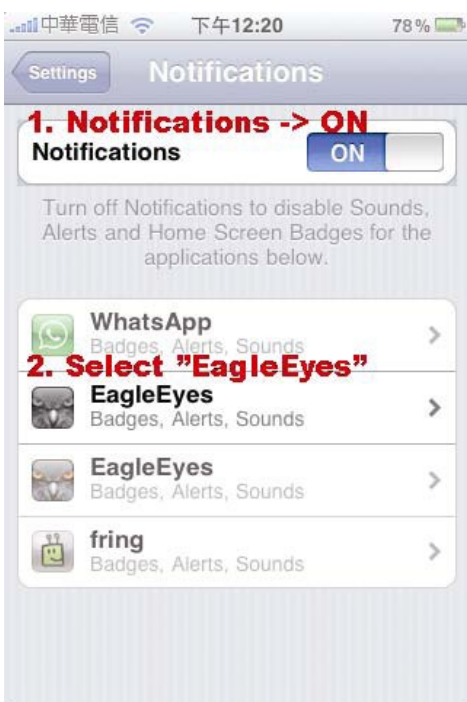 中華電信 下午12:20 78%
Settings Notifications
1. Notifications -> ON
Notifications ON
Turn off Notifications to disable Sounds,
Alerts and Home Screen Badges for the
applications below.
WhatsApp
Badges, Alerts, Sounds
2. Select ”EagleEyes”
EagleEyes
Badges, Alerts, Sounds
EagleEyes
Badges, Alerts, Sounds
fring
Badges, Alerts, Sounds